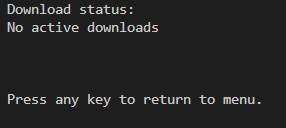 Download status:
No active downloads
Press any key to return to menu.